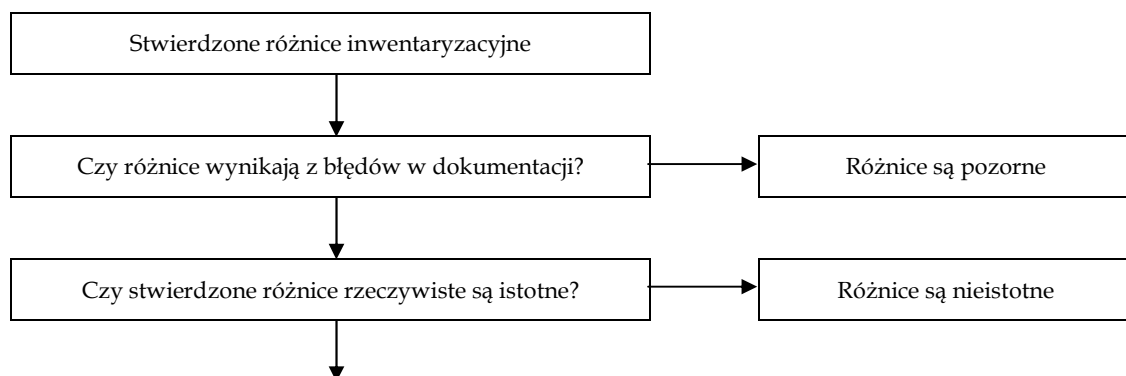 Stwierdzone różnice inwentaryzacyjne
Czy różnice wynikają z błędów w dokumentacji?
Różnice są pozorne
Czy stwierdzone różnice rzeczywiste są istotne?
Różnice są nieistotne